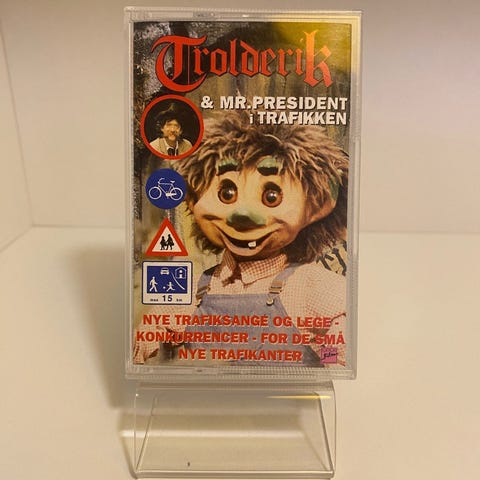 Trolderik
& MR. PRESIDENT
i TRAFIKKEN
15
NYE TRAFIKSANGE OG LEGE -
KONKURRENCER - FOR DE SMÅ
NYE TRAFIKANTER